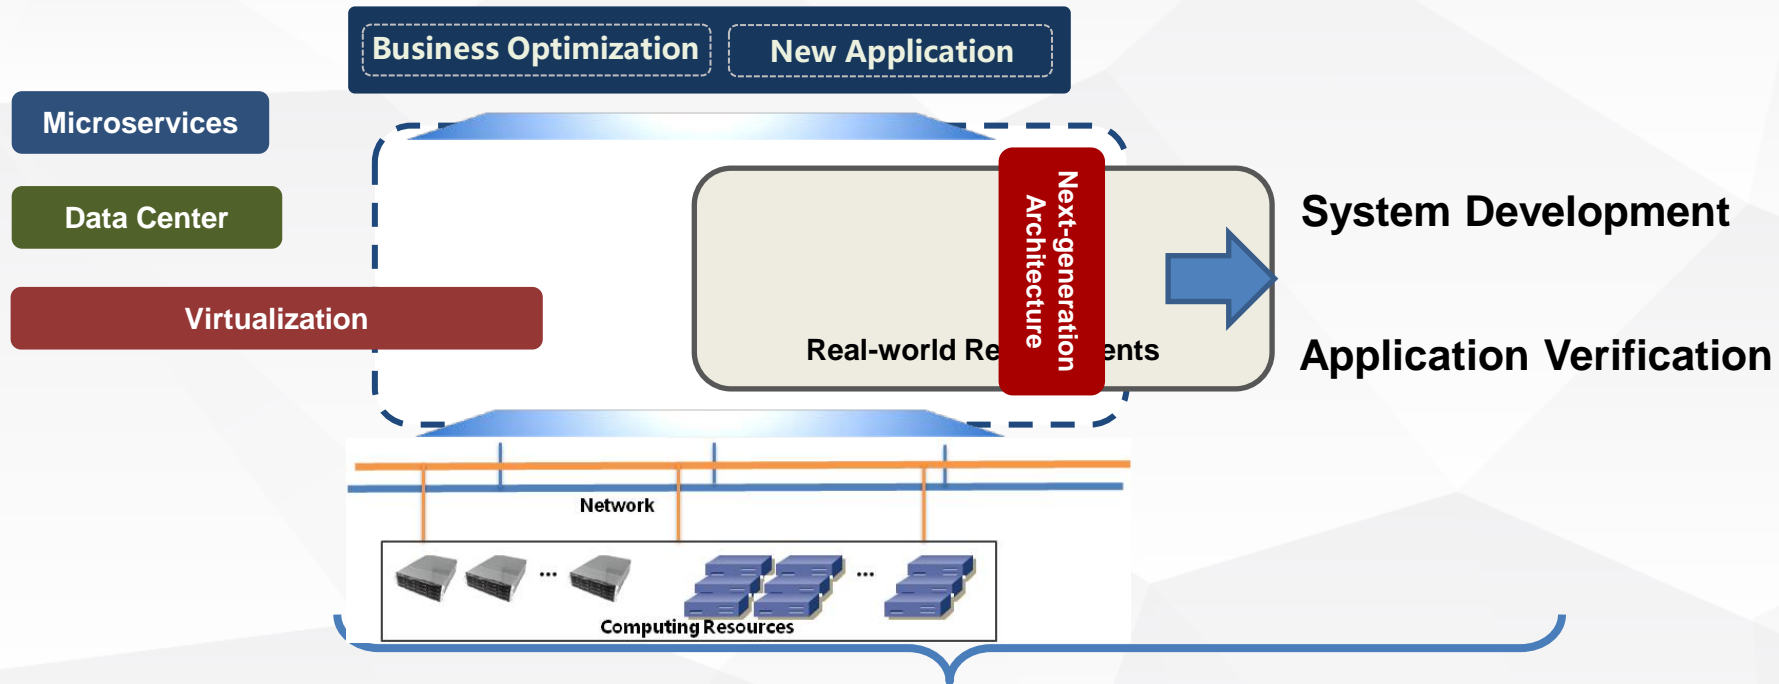 Business Optimization
New Application
Microservices
Data Center
Virtualization
Next-generation
Architecture
Real-world Re
ents
System Development
Application Verification
Network
...
...
Computing Resources